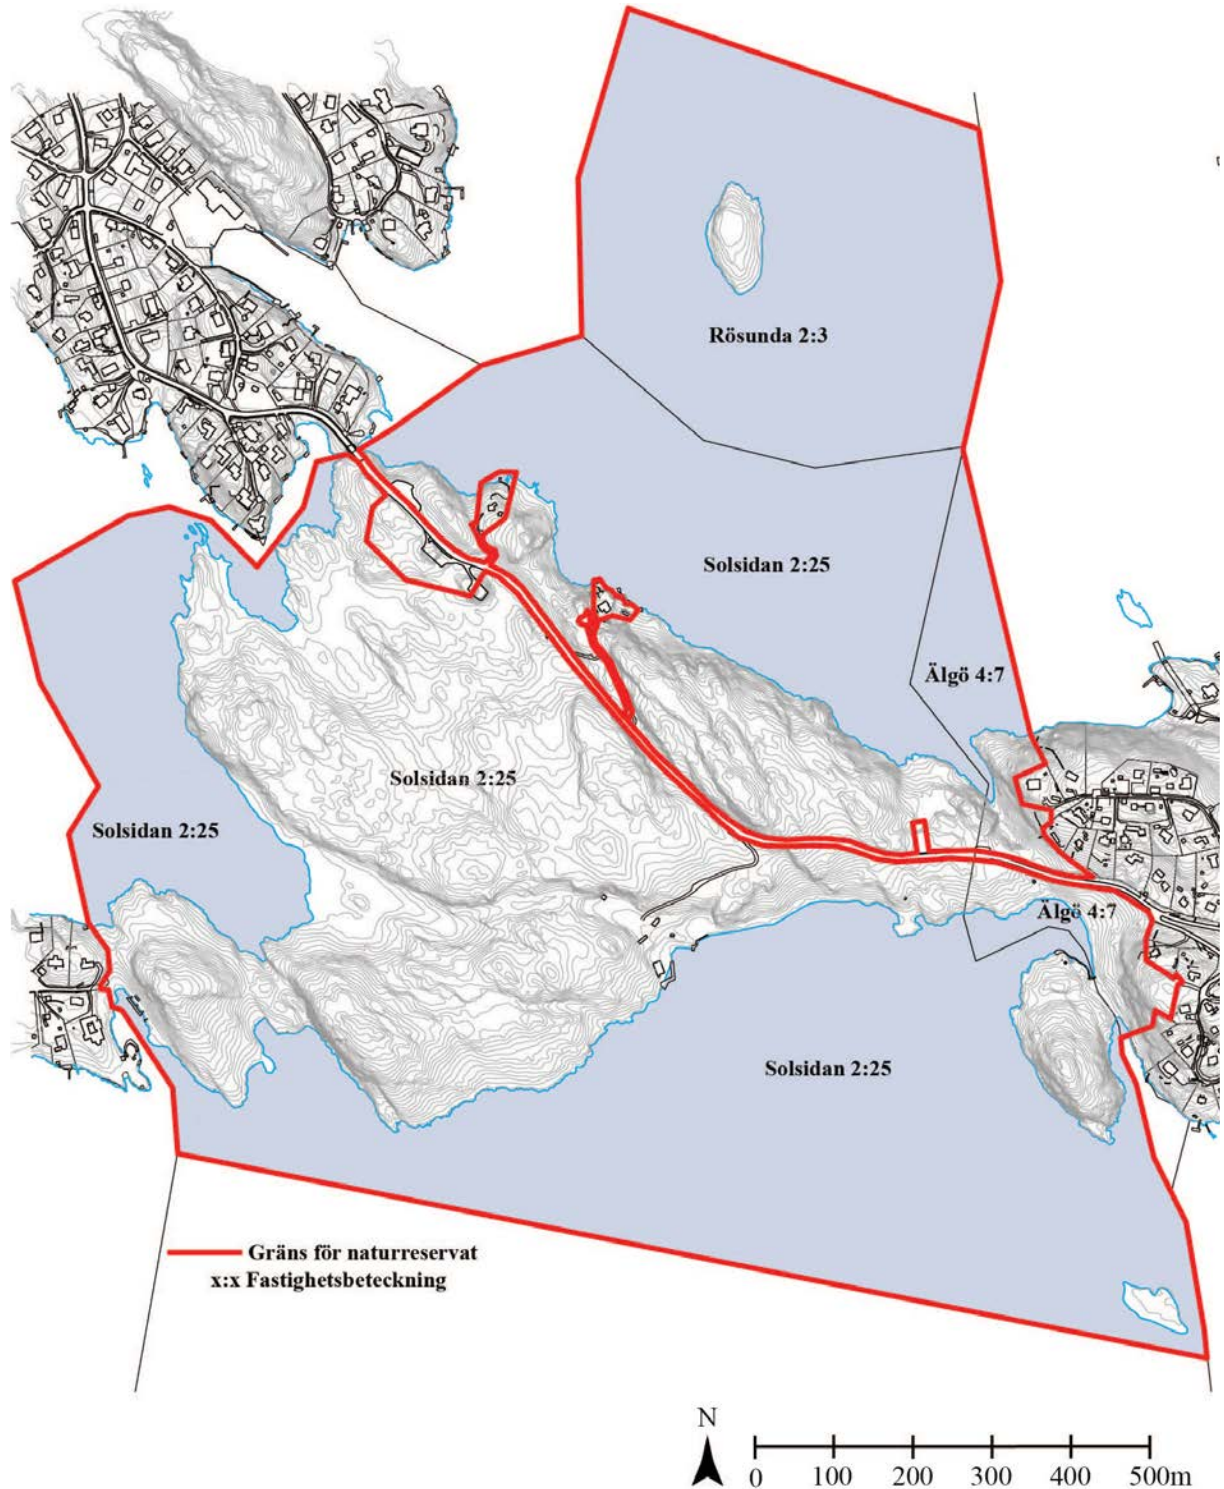 Rösunda 2:3
Solsidan 2:25
Älgö 4:7
Solsidan 2:25
Solsidan 2:25
Älgö 4:7
Solsidan 2:25
Gräns för naturreservat
x:x Fastighetsbeteckning
N
0 100 200 300 400 500m